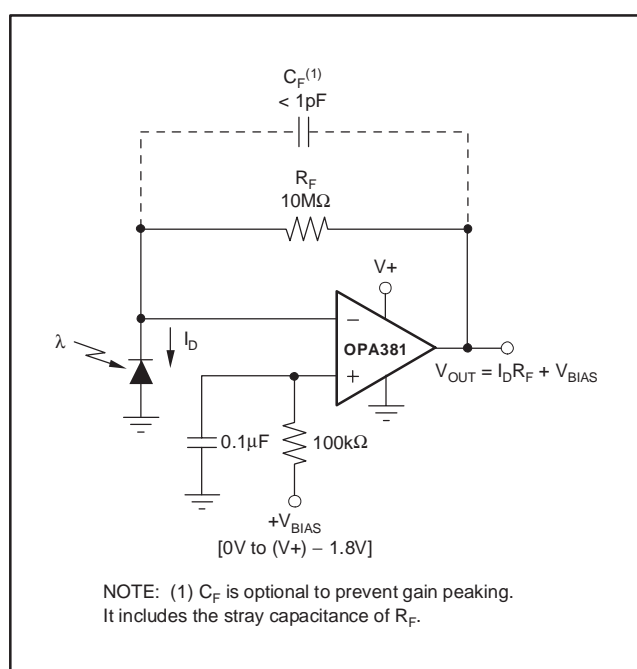 C_F^(1)
< 1pF
R_F
10MΩ
V+
λ
I_D
−
OPA381
+
V_OUT = I_DR_F + V_BIAS
0.1µF
100kΩ
+V_BIAS
[0V to (V+) − 1.8V]
NOTE: (1) C_F is optional to prevent gain peaking.
It includes the stray capacitance of R_F.